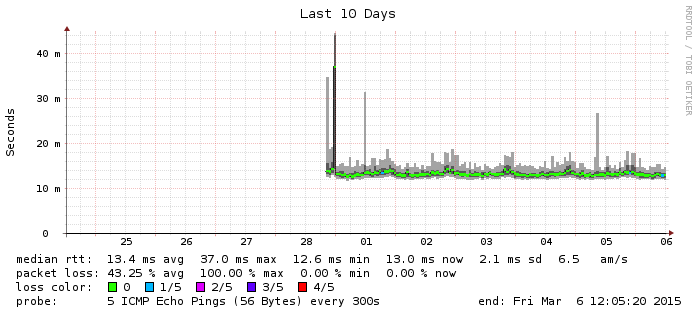 Last 10 Days
RRDTOOL / TOBI OETIKER
Seconds
40 m
30 m
20 m
10 m
0
25 26 27 28 01 02 03 04 05 06
median rtt: 13.4 ms avg 37.0 ms max 12.6 ms min 13.0 ms now 2.1 ms sd 6.5 am/s
packet loss: 43.25 % avg 100.00 % max 0.00 % min 0.00 % now
loss color: 0 1/5 2/5 3/5 4/5
probe: 5 ICMP Echo Pings (56 Bytes) every 300s end: Fri Mar 6 12:05:20 2015